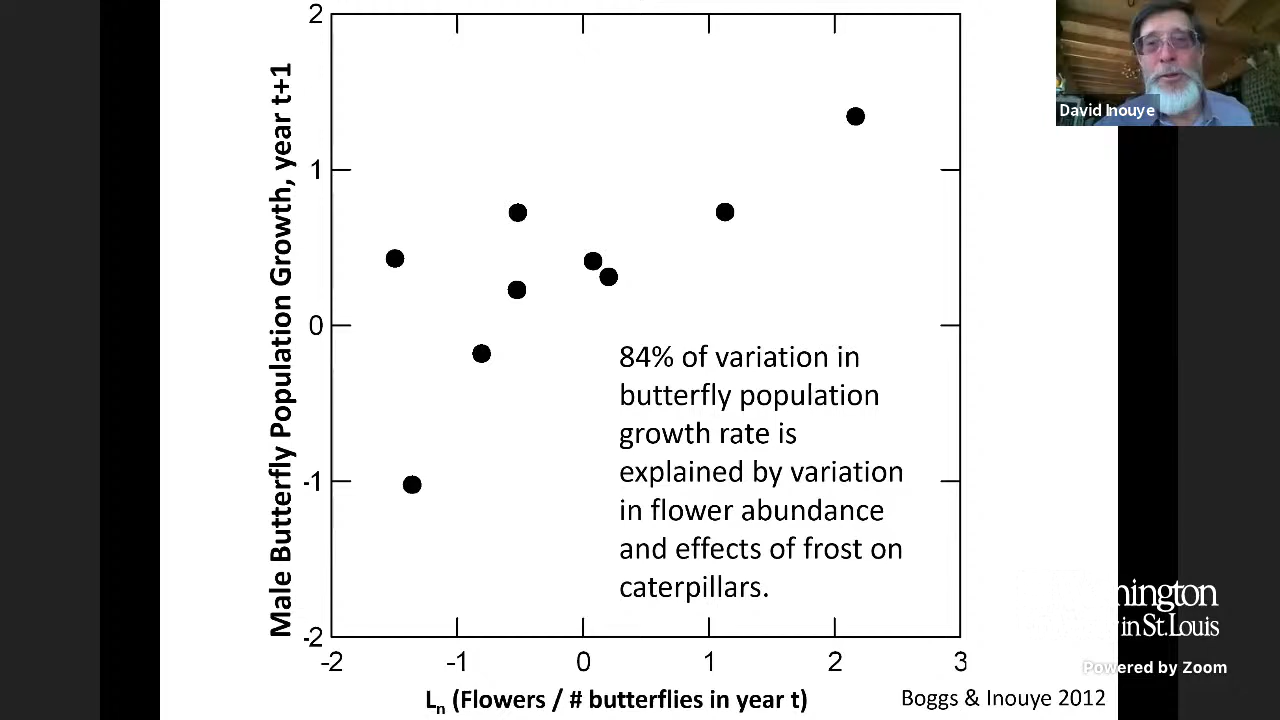 David Inouye
Male Butterfly Population Growth, year t+1
2
1
0
-1
-2
84% of variation in
butterfly population
growth rate is
explained by variation
in flower abundance
and effects of frost on
caterpillars.
-2 -1 0 1 2 3
Ln (Flowers / # butterflies in year t)
Boggs & Inouye 2012
in St. Louis
Powered by Zoom